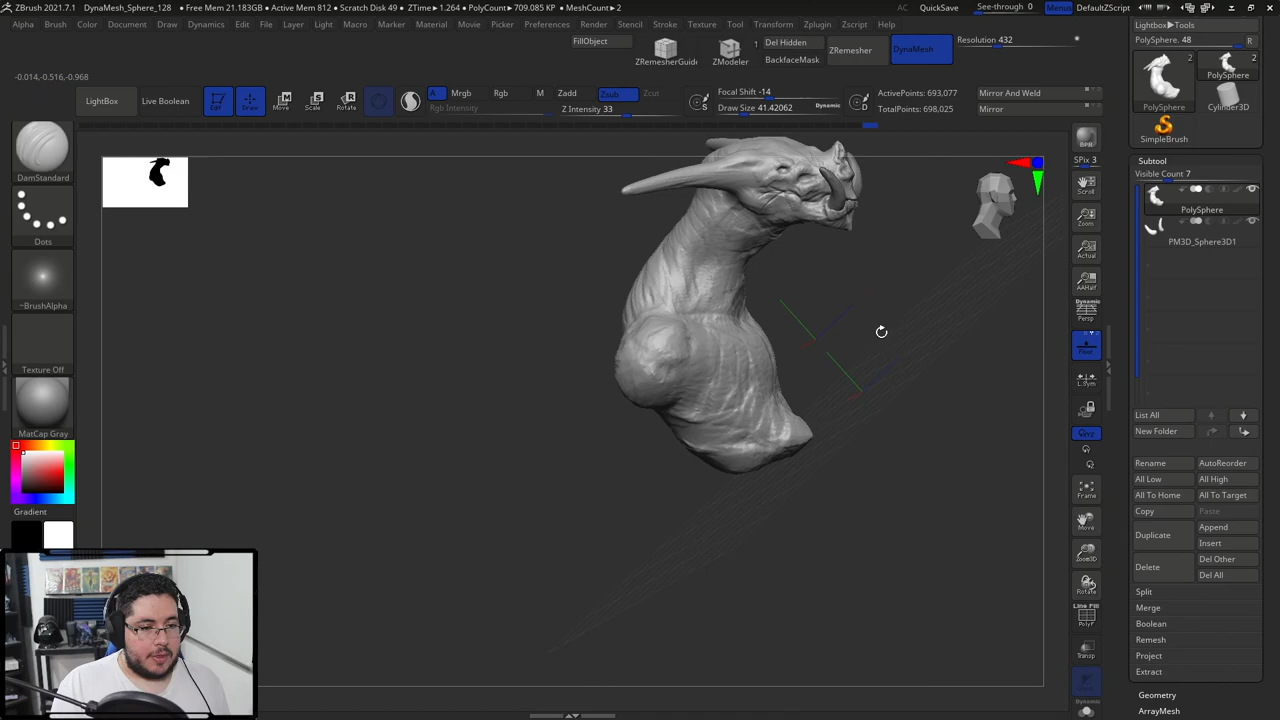 ZBrush 2021.7.1 DynaMesh_Sphere_128 • Free Mem 21.183GB • Active Mem 812 • Scratch Disk 49 • ZTime▸1.264 • PolyCount▸709.085 KP • MeshCount▸2 AC QuickSave See-through 0 Menus DefaultZScript
Alpha Brush Color Document Draw Dynamics Edit File Layer Light Macro Marker Material Movie Picker Preferences Render Stencil Stroke Texture Tool Transform Zplugin Zscript Help
FillObject
ZRemesherGuide
1
ZModeler
Del Hidden
BackfaceMask
ZRemesher
DynaMesh
Resolution 432
-0.014,-0.516,-0.968
LightBox
Live Boolean
Edit
Draw
Move
Scale
Rotate
A Mrgb Rgb M Zadd Zsub Zcut
Rgb Intensity
Z Intensity 33
S
Focal Shift -14
Draw Size 41.42062
Dynamic
D
ActivePoints: 693,077
TotalPoints: 698,025
Mirror And Weld
Mirror
DamStandard
Dots
~BrushAlpha
Texture Off
MatCap Gray
Gradient
BPR
SPix 3
Scroll
Zoom
Actual
AAHalf
Dynamic
Persp
Floor
L.Sym
Frame
Move
Zoom3D
Rotate
Line Fill
PolyF
Transp
Dynamic
Lightbox▸Tools
PolySphere. 48
R
2
PolySphere
2
PolySphere
Cylinder3D
SimpleBrush
Subtool
Visible Count 7
PolySphere
PM3D_Sphere3D1
List All
New Folder
Rename AutoReorder
All Low All High
All To Home All To Target
Copy Paste
Duplicate
Append
Insert
Delete
Del Other
Del All
Split
Merge
Boolean
Remesh
Project
Extract
Geometry
ArrayMesh